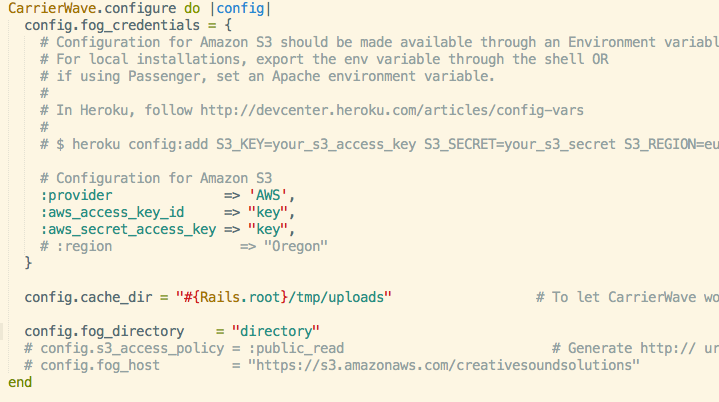 CarrierWave.configure do |config|
config.fog_credentials = {
# Configuration for Amazon S3 should be made available through an Environment
# For local installations, export the env variable through the shell OR
# if using Passenger, set an Apache environment variable.
#
# In Heroku, follow http://devcenter.heroku.com/articles/config-vars
#
# $ heroku config:add S3_KEY=your_s3_access_key S3_SECRET=your_s3_secret S3_REGION=eu
# Configuration for Amazon S3
:provider => 'AWS',
:aws_access_key_id => "key",
:aws_secret_access_key => "key",
# :region => "Oregon"
}
config.cache_dir = "#{Rails.root}/tmp/uploads" # To let CarrierWave wo
config.fog_directory = "directory"
# config.s3_access_policy = :public_read # Generate http:// ur
# config.fog_host = "https://s3.amazonaws.com/creativesoundsolutions"
end